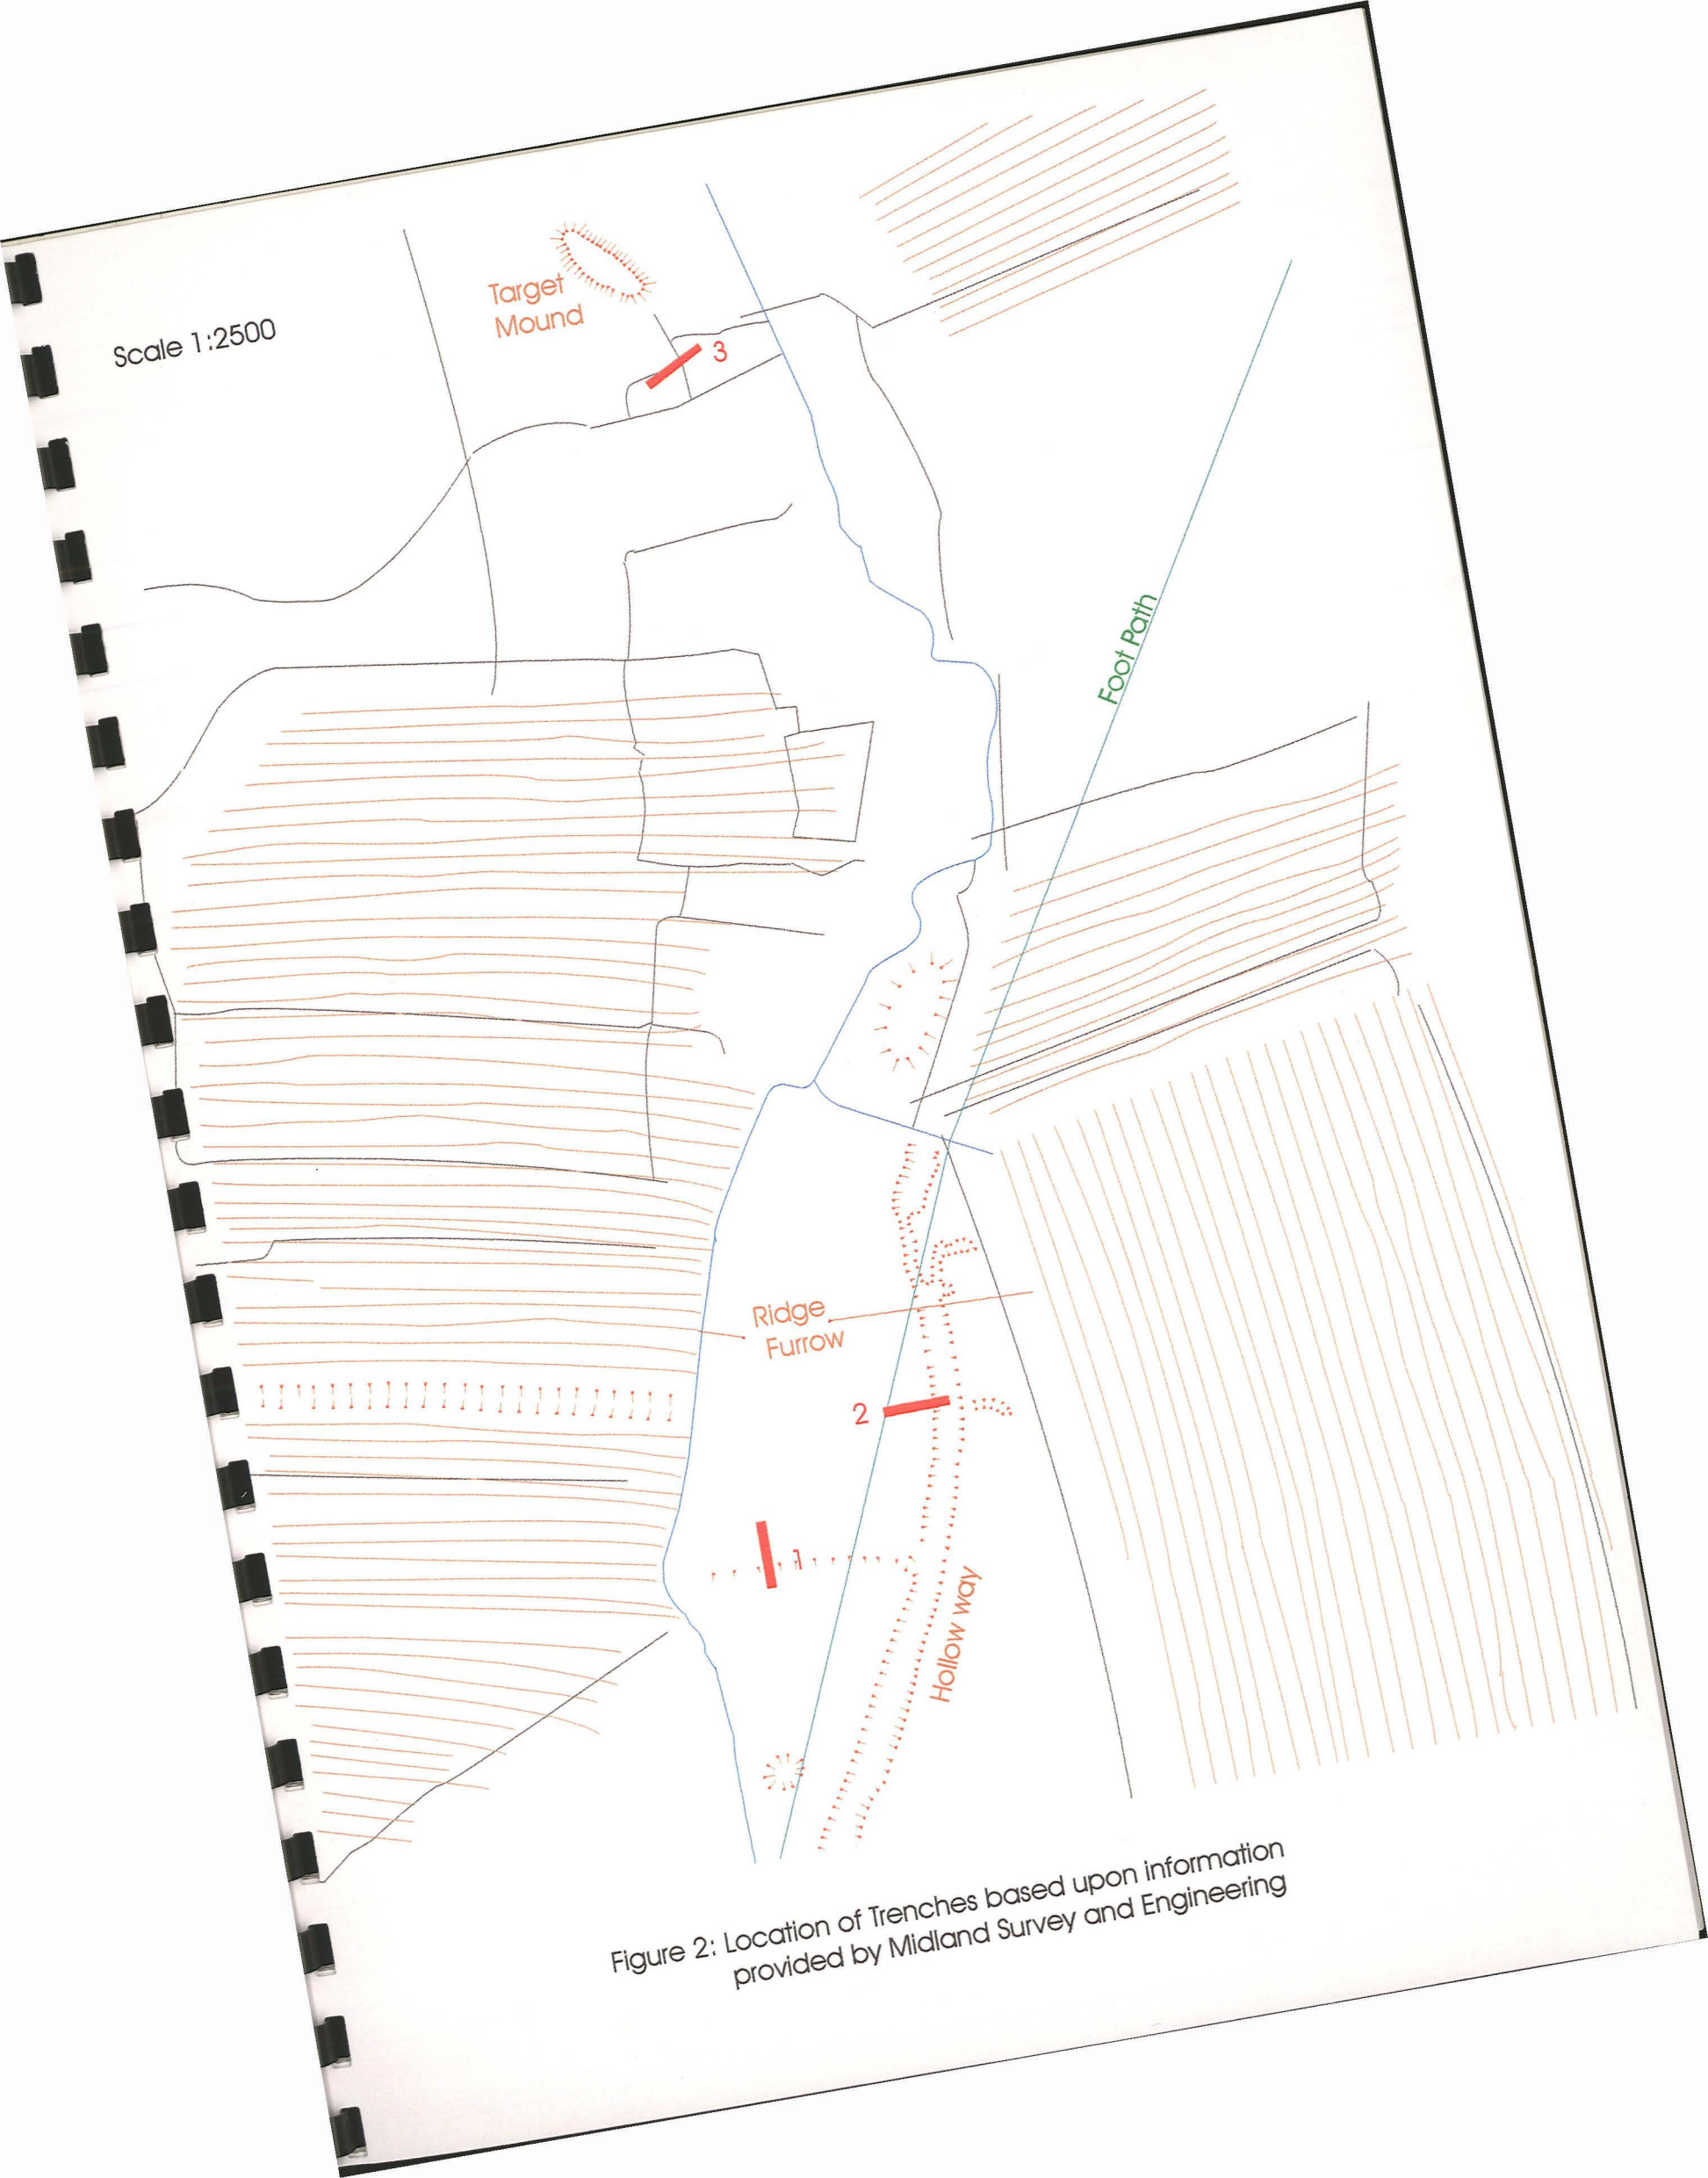 Target
Mound
Scale 1:2500
3
Foot Path
Ridge
Furrow
2
1
Hollow way
Figure 2: Location of Trenches based upon information
provided by Midland Survey and Engineering